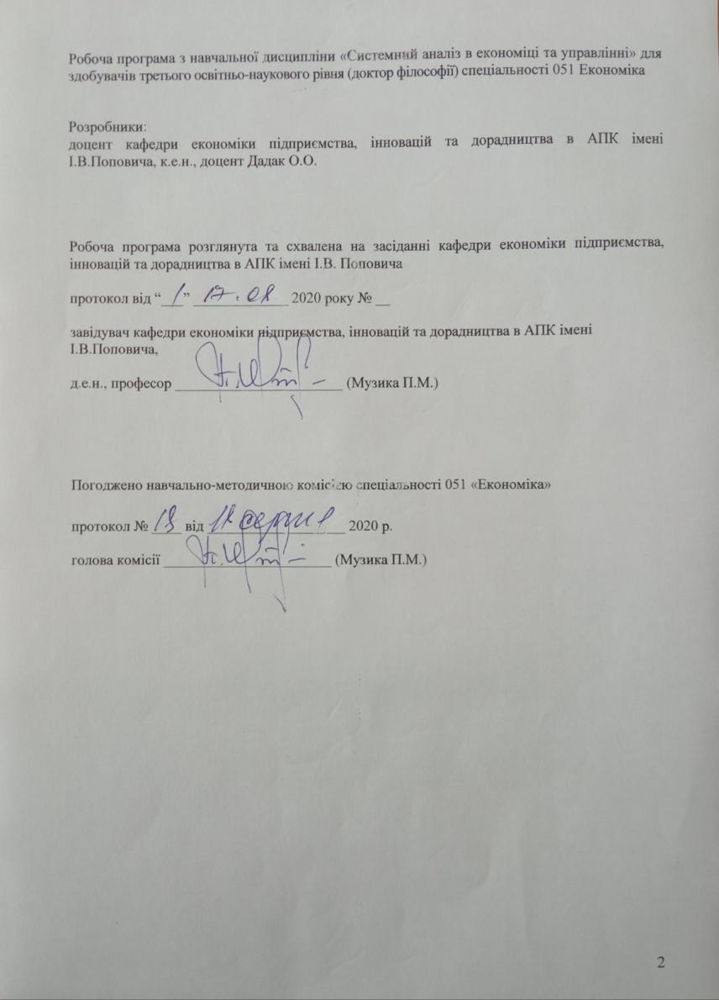 Робоча програма з навчальної дисципліни «Системний аналіз в економіці та управлінні» для
здобувачів третього освітньо-наукового рівня (доктор філософії) спеціальності 051 Економіка
Розробники:
доцент кафедри економіки підприємства, інновацій та дорадництва в АПК імені
І.В.Поповича, к.е.н., доцент Дадак О.О.
Робоча програма розглянута та схвалена на засіданні кафедри економіки підприємства,
інновацій та дорадництва в АПК імені І.В. Поповича
протокол від “ 1 ” 17.08 2020 року № __
завідувач кафедри економіки підприємства, інновацій та дорадництва в АПК імені
І.В.Поповича,
д.е.н., професор (Музика П.М.)
Погоджено навчально-методичною комісією спеціальності 051 «Економіка»
протокол № від серпня 2020 р.
голова комісії (Музика П.М.)
2